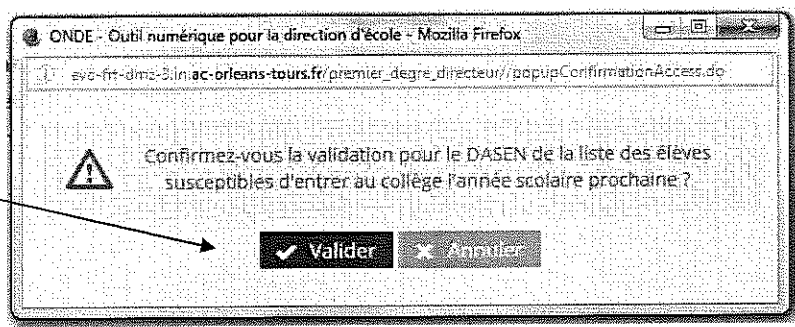 ONDE - Outil numérique pour la direction d'école - Mozilla Firefox
ac-orleans-tours.fr/premier_degre_directeur//popupConfirmationAccess.do
Confirmez-vous la validation pour le DASEN de la liste des élèves
susceptibles d'entrer au collège l'année scolaire prochaine ?
Valider Annuler